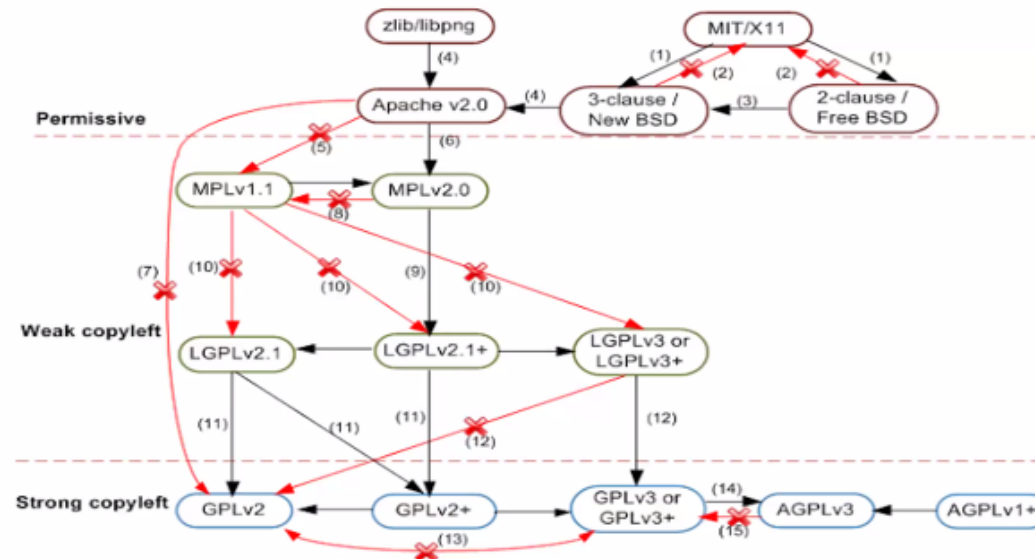 zlib/libpng
MIT/X11
(1)
(1)
(2)
(2)
(4)
Apache v2.0
(4)
3-clause /
New BSD
(3)
2-clause /
Free BSD
Permissive
(5)
(6)
MPLv1.1
MPLv2.0
(8)
(7)
(10)
(10)
(9)
(10)
Weak copyleft
LGPLv2.1
LGPLv2.1+
LGPLv3 or
LGPLv3+
(11)
(11)
(11)
(12)
(12)
Strong copyleft
GPLv2
GPLv2+
GPLv3 or
GPLv3+
(14)
(15)
AGPLv3
AGPLv1+
(13)